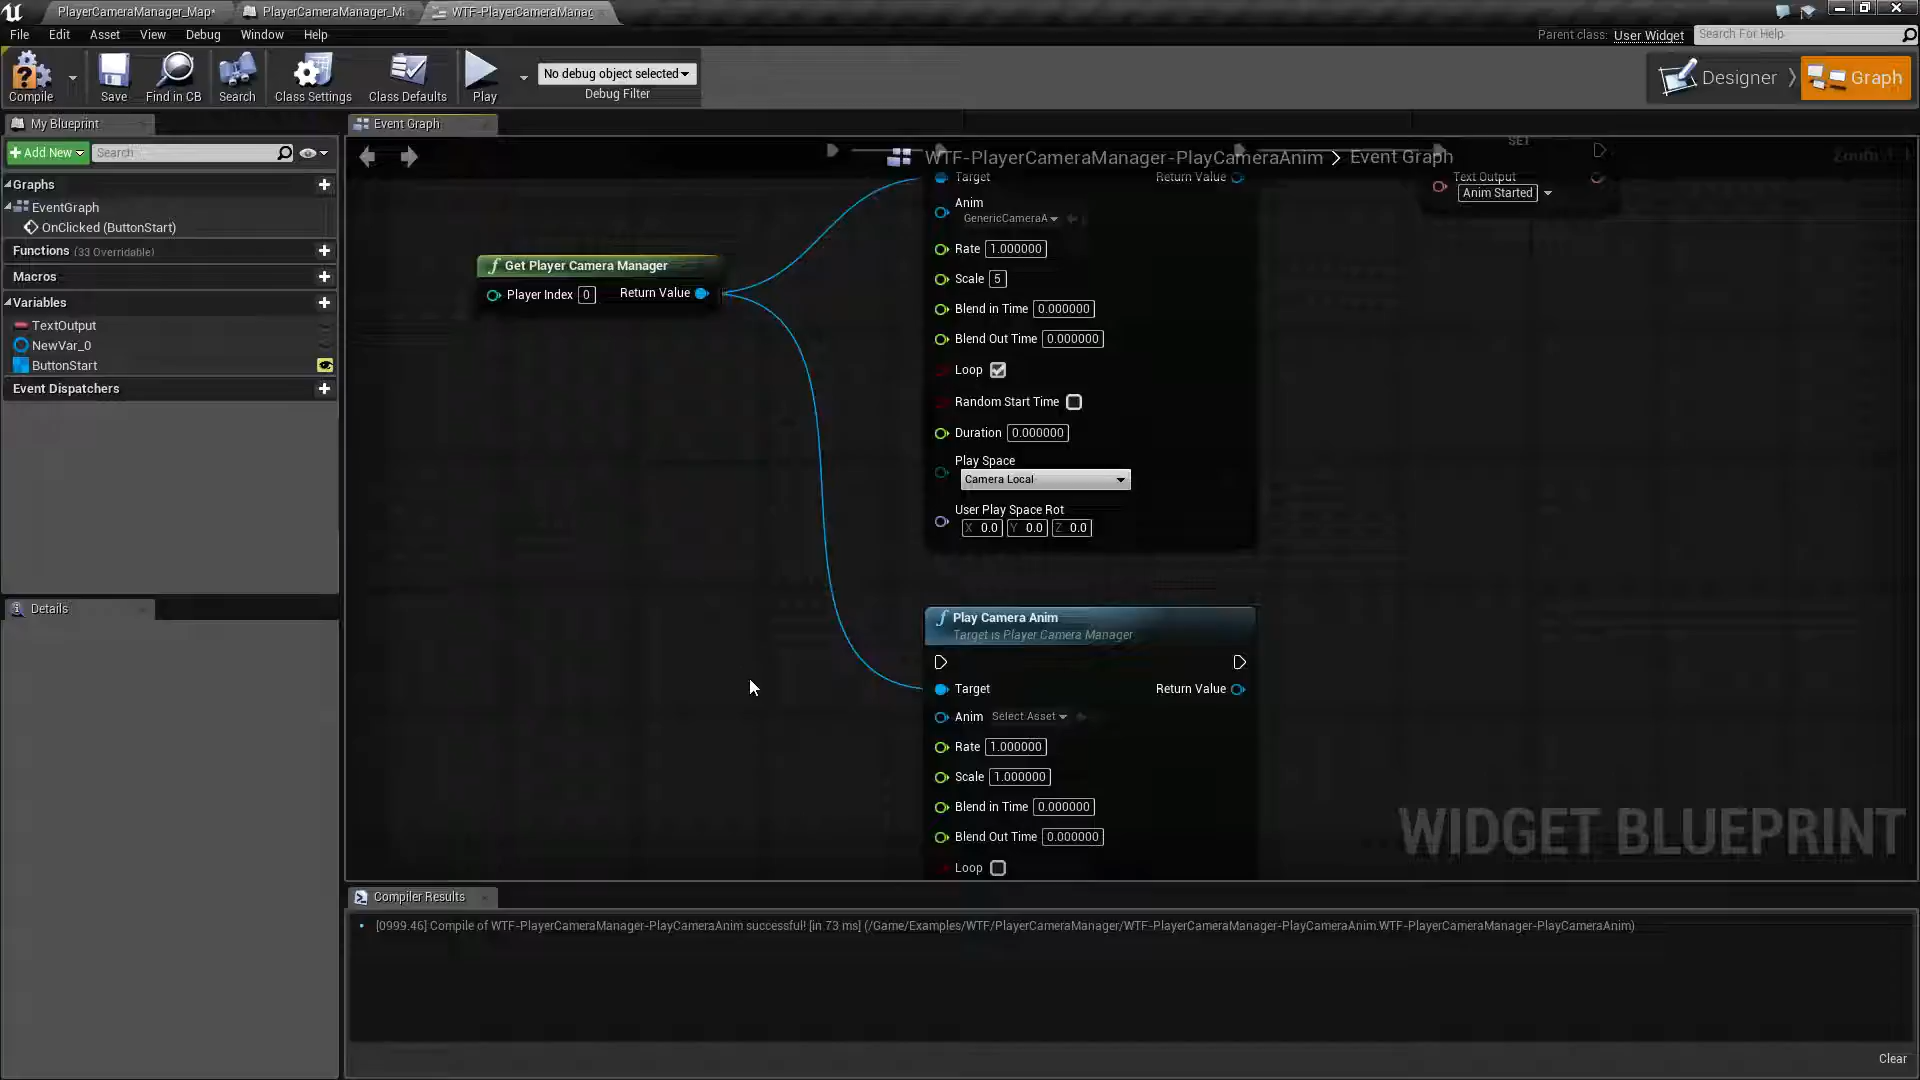 PlayerCameraManager_Map*
PlayerCameraManager_Ma
WTF-PlayerCameraManag
File
Edit
Asset
View
Debug
Window
Help
Parent class: User Widget
Search For Help
Compile
Save
Find in CB
Search
Class Settings
Class Defaults
Play
No debug object selected
Debug Filter
Designer
Graph
My Blueprint
Event Graph
+ Add New
Search
WTF-PlayerCameraManager-PlayCameraAnim > Event Graph
Graphs
EventGraph
OnClicked (ButtonStart)
Functions (33 Overridable)
Macros
Variables
TextOutput
NewVar_0
ButtonStart
Event Dispatchers
Details
Get Player Camera Manager
Player Index 0
Return Value
Target
Return Value
Anim
GenericCameraA
Rate 1.000000
Scale 5
Blend in Time 0.000000
Blend Out Time 0.000000
Loop
Random Start Time
Duration 0.000000
Play Space
Camera Local
User Play Space Rot
X 0.0 Y 0.0 Z 0.0
SET
Text Output
Anim Started
Play Camera Anim
Target is Player Camera Manager
Target
Return Value
Anim Select Asset
Rate 1.000000
Scale 1.000000
Blend in Time 0.000000
Blend Out Time 0.000000
Loop
WIDGET BLUEPRINT
Compiler Results
[0999.46] Compile of WTF-PlayerCameraManager-PlayCameraAnim successful! [in 73 ms] (/Game/Examples/WTF/PlayerCameraManager/WTF-PlayerCameraManager-PlayCameraAnim.WTF-PlayerCameraManager-PlayCameraAnim)
Clear